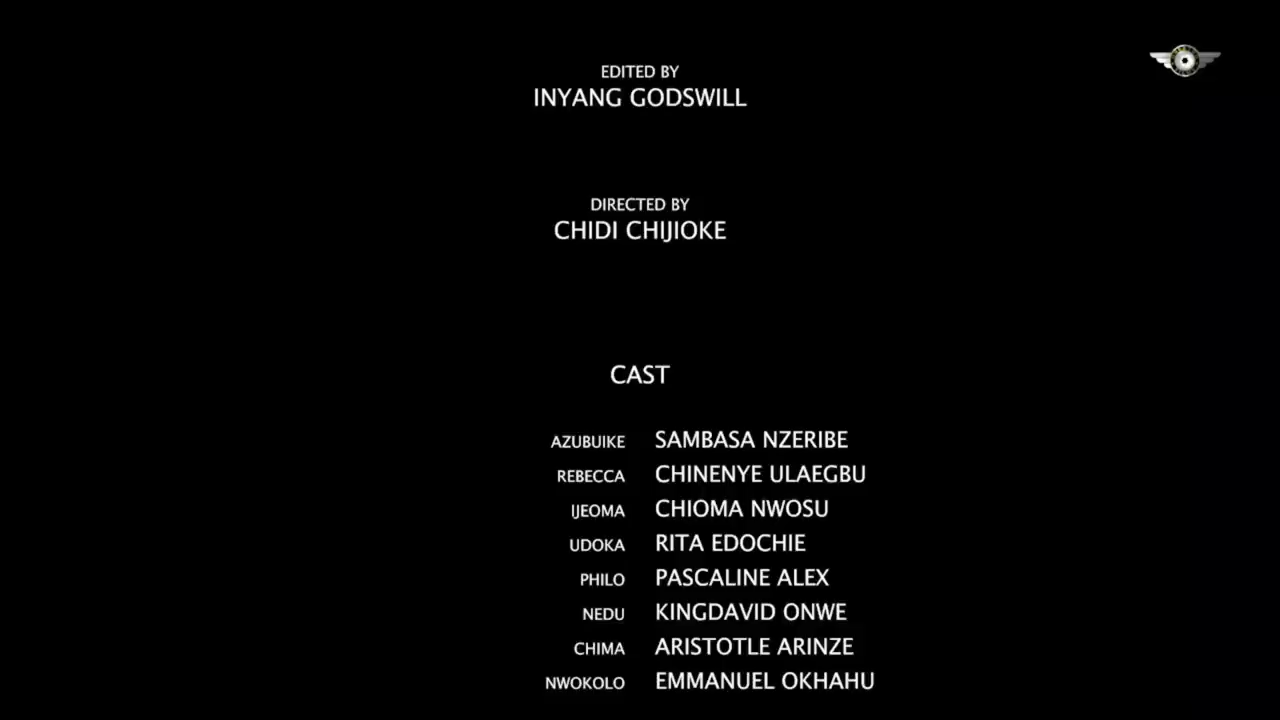 EDITED BY
INYANG GODSWILL
DIRECTED BY
CHIDI CHIJIOKE
CAST
AZUBUIKE SAMBASA NZERIBE
REBECCA CHINENYE ULAEGBU
IJEOMA CHIOMA NWOSU
UDOKA RITA EDOCHIE
PHILO PASCALINE ALEX
NEDU KINGDAVID ONWE
CHIMA ARISTOTLE ARINZE
NWOKOLO EMMANUEL OKHAHU